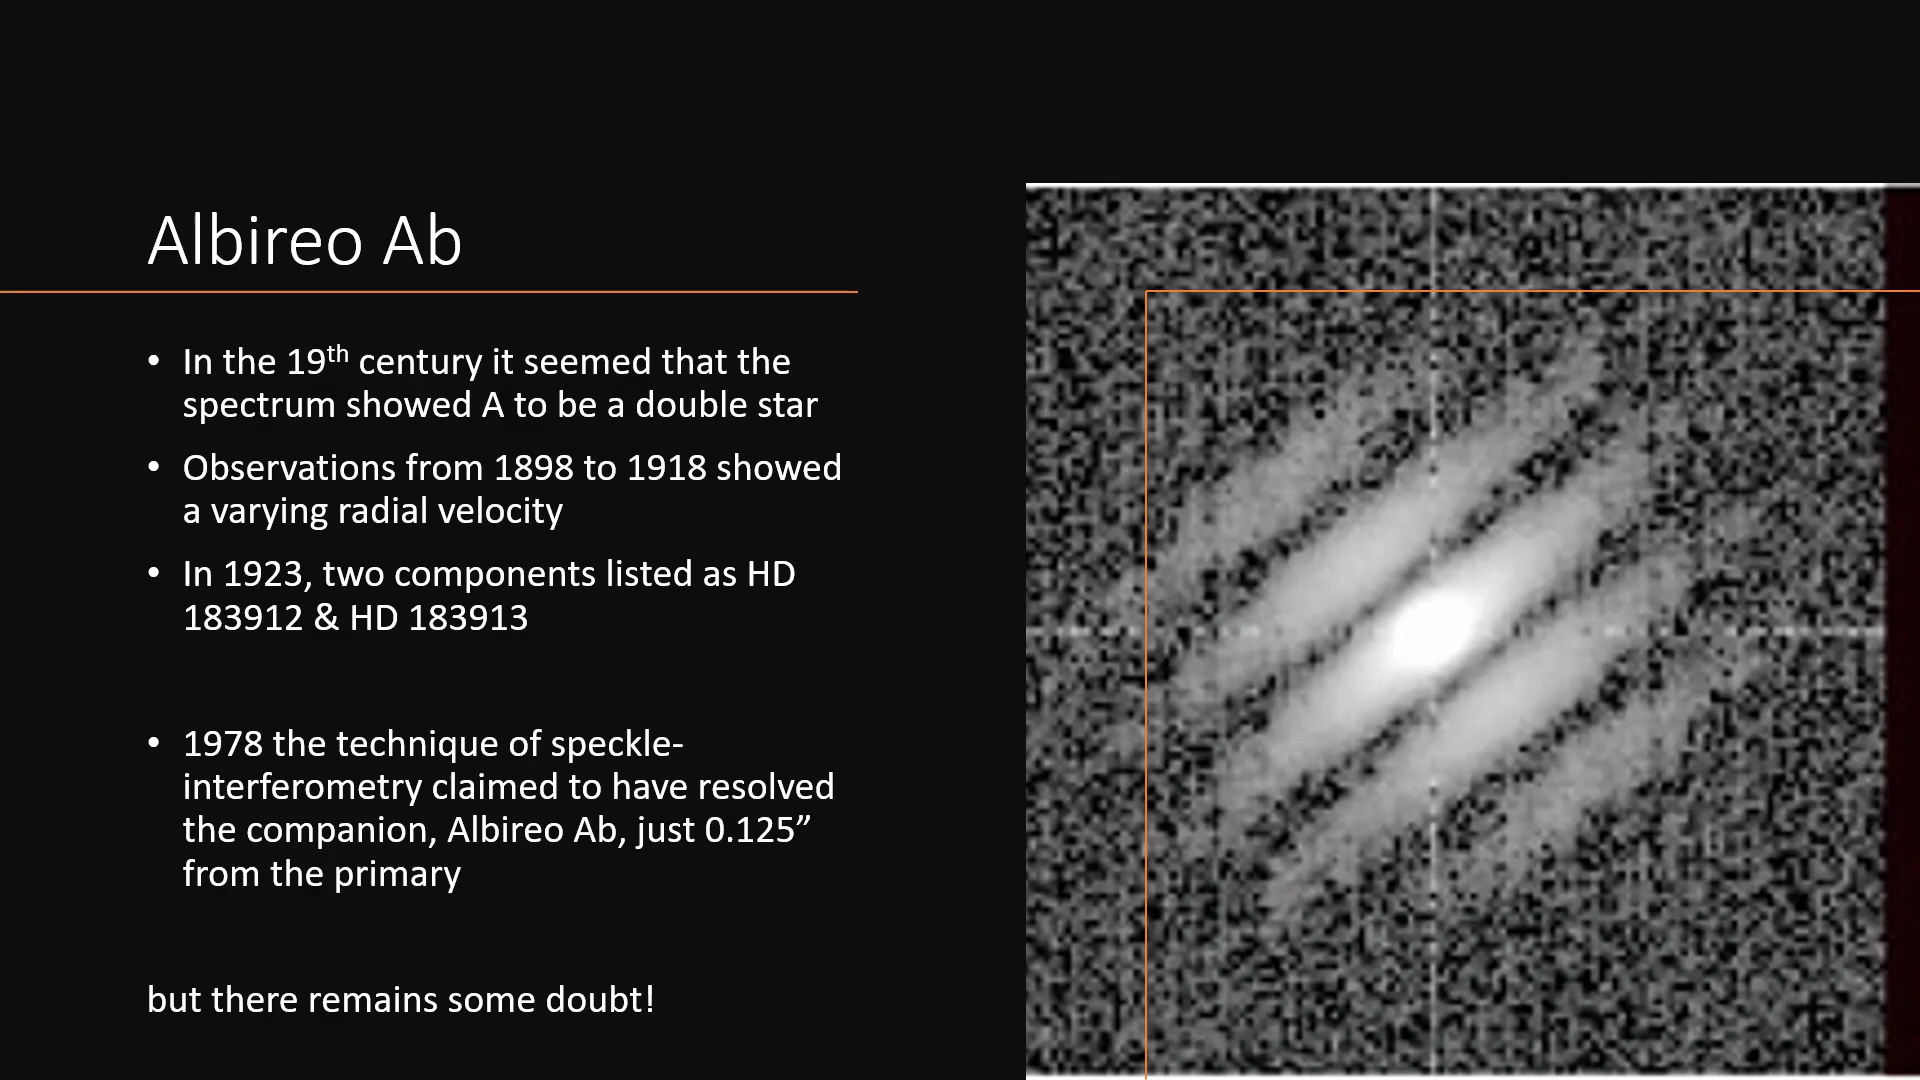 Albireo Ab
• In the 19th century it seemed that the
spectrum showed A to be a double star
• Observations from 1898 to 1918 showed
a varying radial velocity
• In 1923, two components listed as HD
183912 & HD 183913
• 1978 the technique of speckle-
interferometry claimed to have resolved
the companion, Albireo Ab, just 0.125”
from the primary
but there remains some doubt!